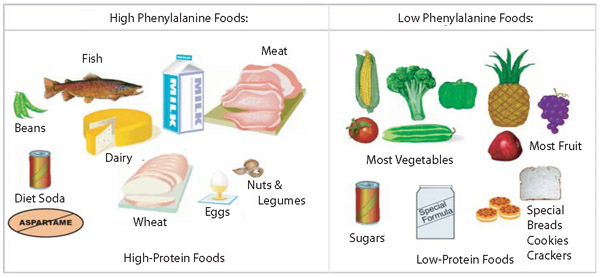 High Phenylalanine Foods:
Fish
Meat
MILK
MILK
Beans
Dairy
Diet Soda
Wheat
Eggs
Nuts &
Legumes
ASPARTAME
High-Protein Foods
Low Phenylalanine Foods:
Most Vegetables
Most Fruit
Sugars
Special
Formula
Special
Breads
Cookies
Crackers
Low-Protein Foods